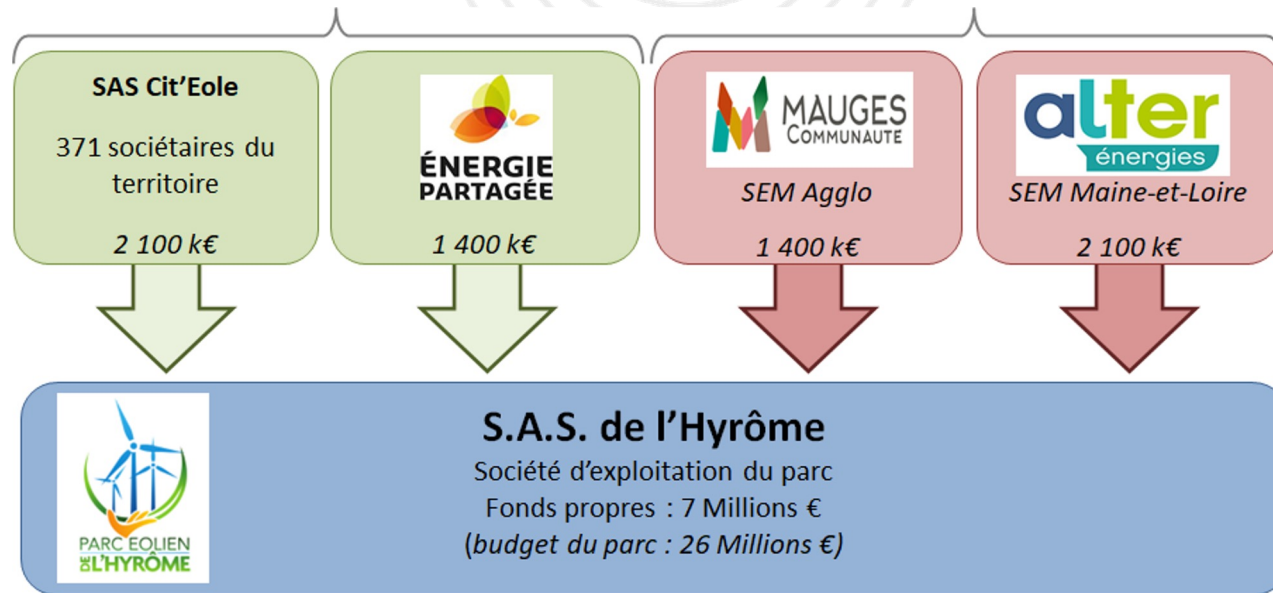 SAS Cit'Eole
371 sociétaires du
territoire
2 100 k€
ÉNERGIE
PARTAGÉE
1 400 k€
MAUGES
COMMUNAUTÉ
SEM Agglo
1 400 k€
alter
énergies
SEM Maine-et-Loire
2 100 k€
PARC EOLIEN
DE L'HYRÔME
S.A.S. de l'Hyrôme
Société d'exploitation du parc
Fonds propres : 7 Millions €
(budget du parc : 26 Millions €)